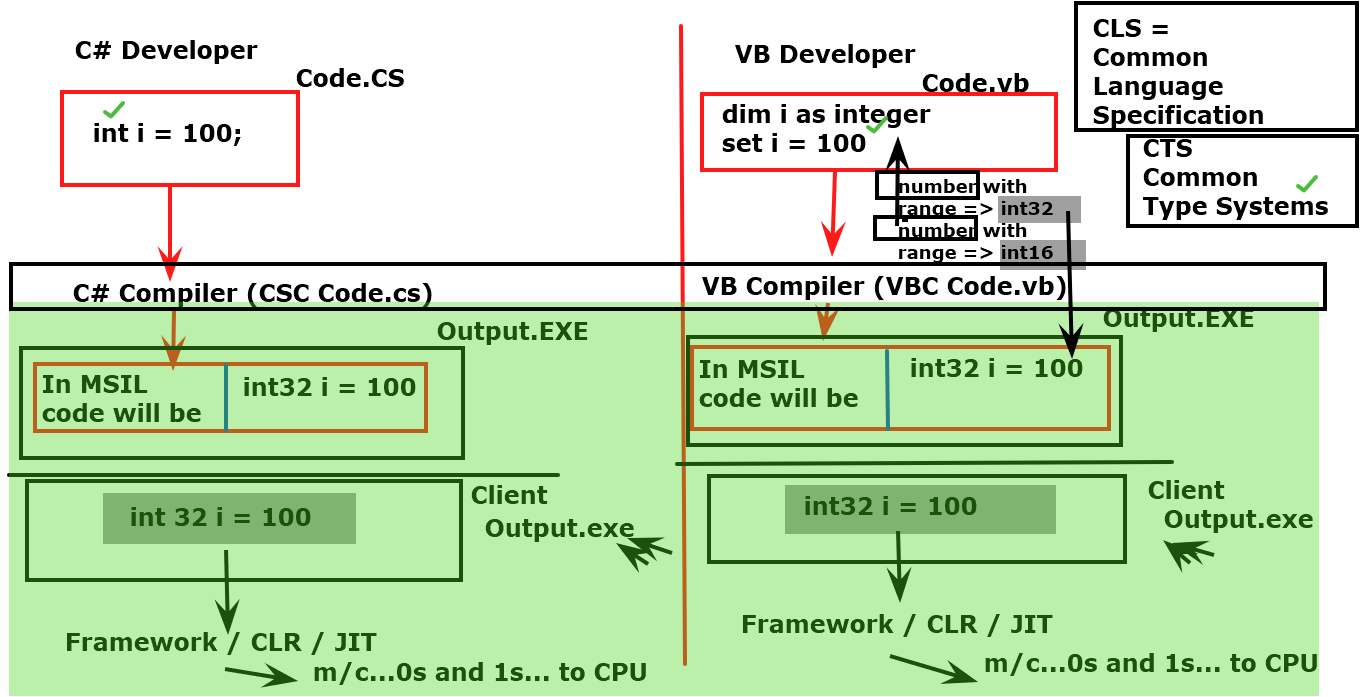 C# Developer
Code.CS
int i = 100;
VB Developer
Code.vb
dim i as integer
set i = 100
number with
range => int32
number with
range => int16
CLS =
Common
Language
Specification
CTS
Common
Type Systems
C# Compiler (CSC Code.cs)
VB Compiler (VBC Code.vb)
Output.EXE
In MSIL
code will be
int32 i = 100
Output.EXE
In MSIL
code will be
int32 i = 100
Client
Output.exe
int 32 i = 100
Framework / CLR / JIT
m/c...0s and 1s... to CPU
Client
Output.exe
int32 i = 100
Framework / CLR / JIT
m/c...0s and 1s... to CPU